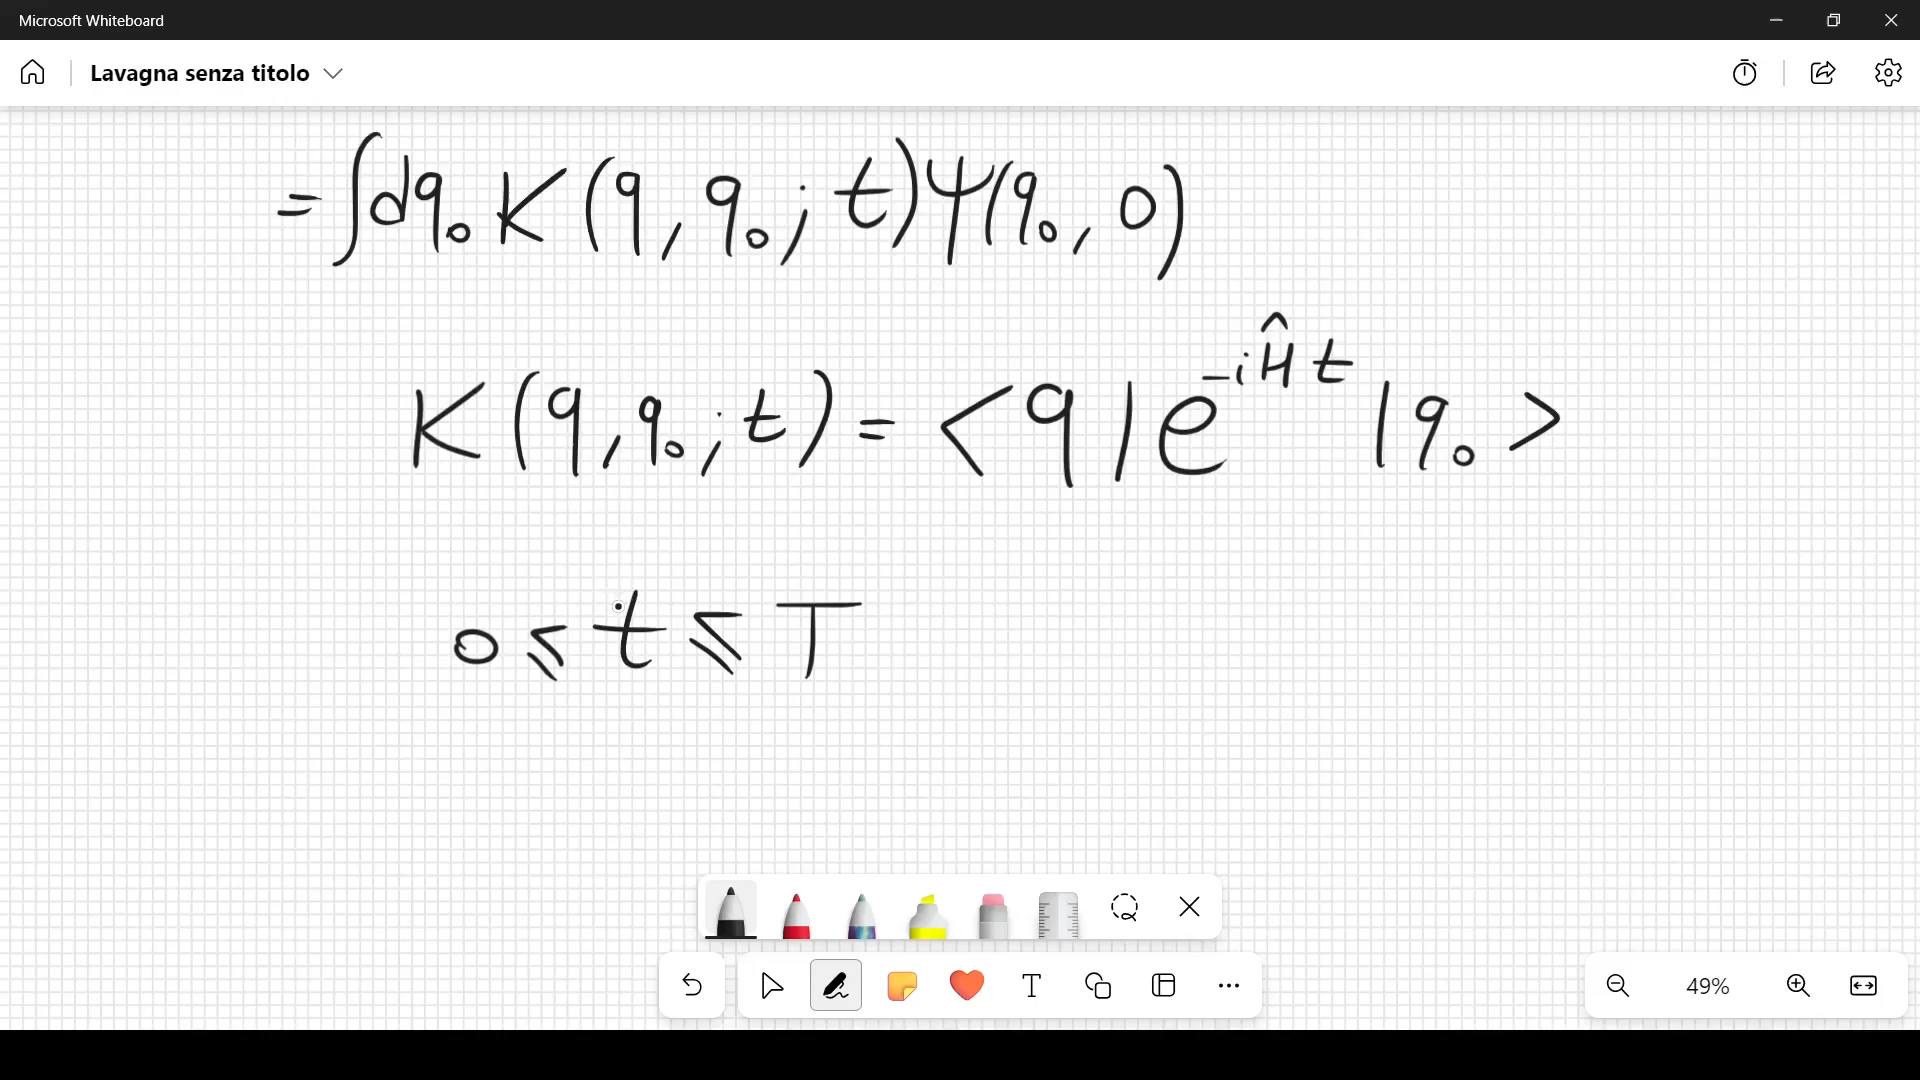 Microsoft Whiteboard
Lavagna senza titolo
=∫dq₀ K(q, q₀; t)ψ(q₀, 0)
K(q, q₀; t) = <q|e^{-iĤt}|q₀>
0 ≤ t ≤ T
T
49%